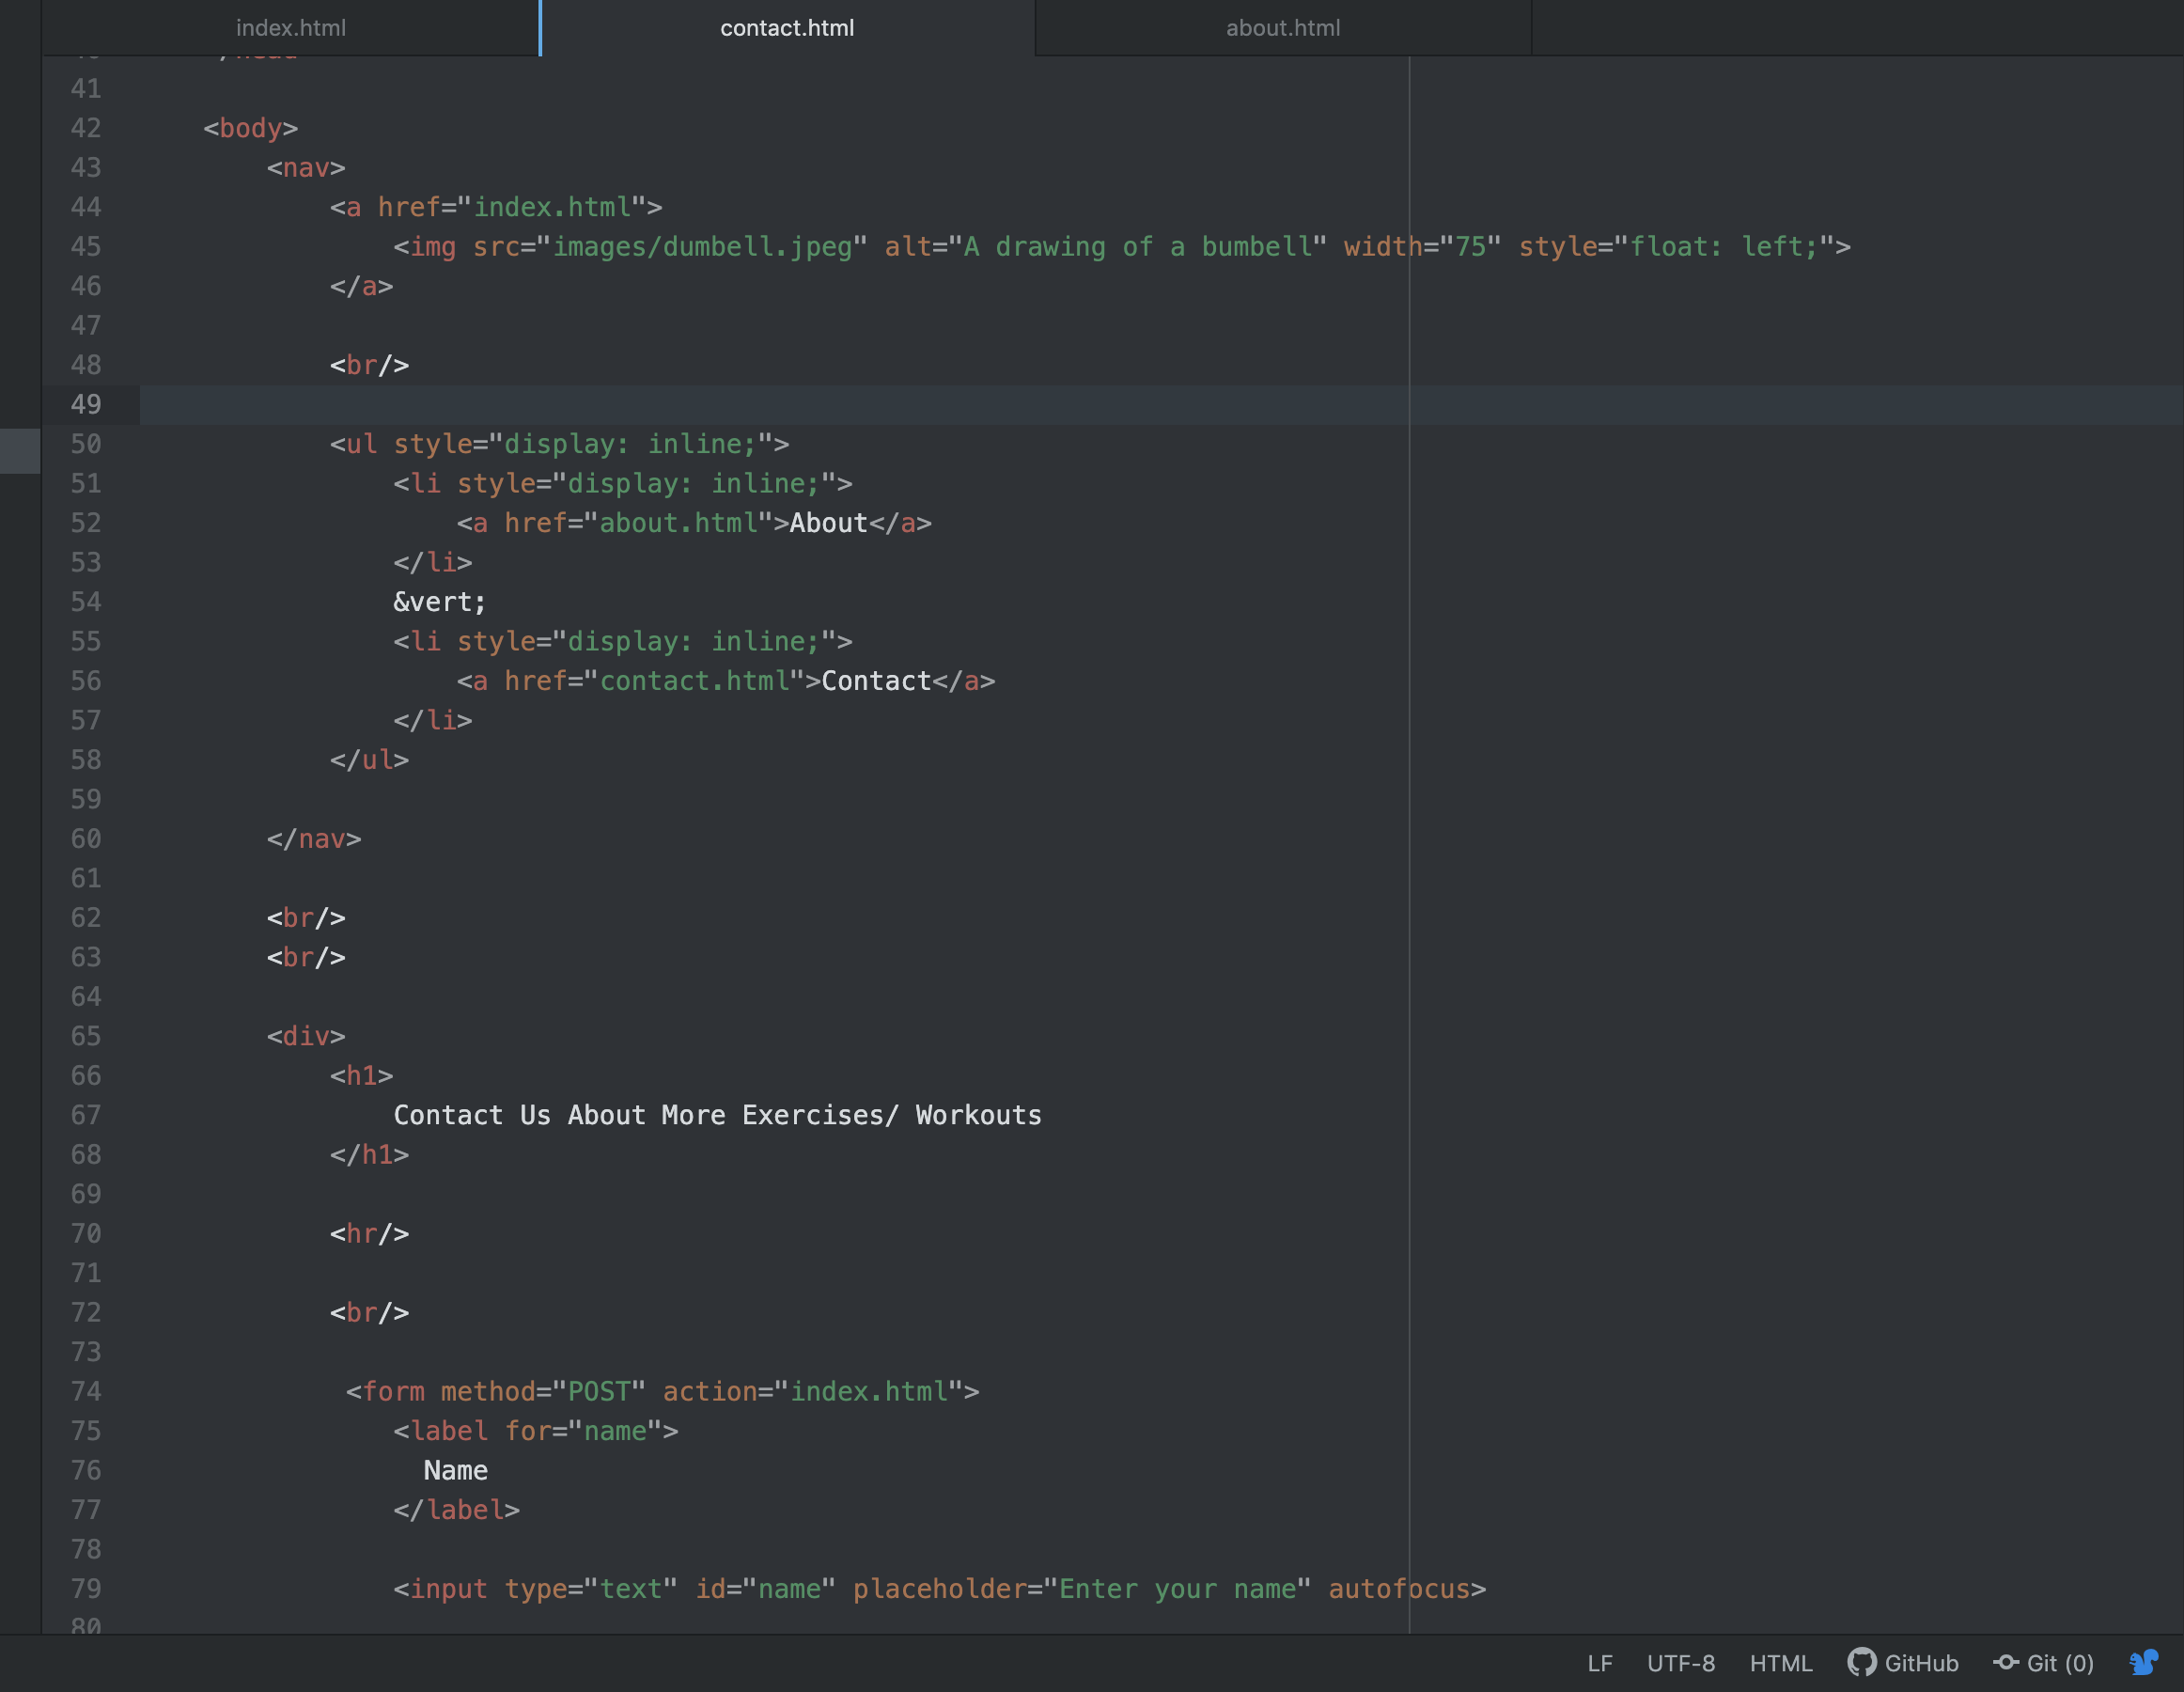 index.html contact.html about.html
41
42 <body>
43 <nav>
44 <a href="index.html">
45 <img src="images/dumbell.jpeg" alt="A drawing of a bumbell" width="75" style="float: left;">
46 </a>
47
48 <br/>
49
50 <ul style="display: inline;">
51 <li style="display: inline;">
52 <a href="about.html">About</a>
53 </li>
54 &vert;
55 <li style="display: inline;">
56 <a href="contact.html">Contact</a>
57 </li>
58 </ul>
59
60 </nav>
61
62 <br/>
63 <br/>
64
65 <div>
66 <h1>
67 Contact Us About More Exercises/ Workouts
68 </h1>
69
70 <hr/>
71
72 <br/>
73
74 <form method="POST" action="index.html">
75 <label for="name">
76 Name
77 </label>
78
79 <input type="text" id="name" placeholder="Enter your name" autofocus>
80
LF UTF-8 HTML GitHub Git (0)